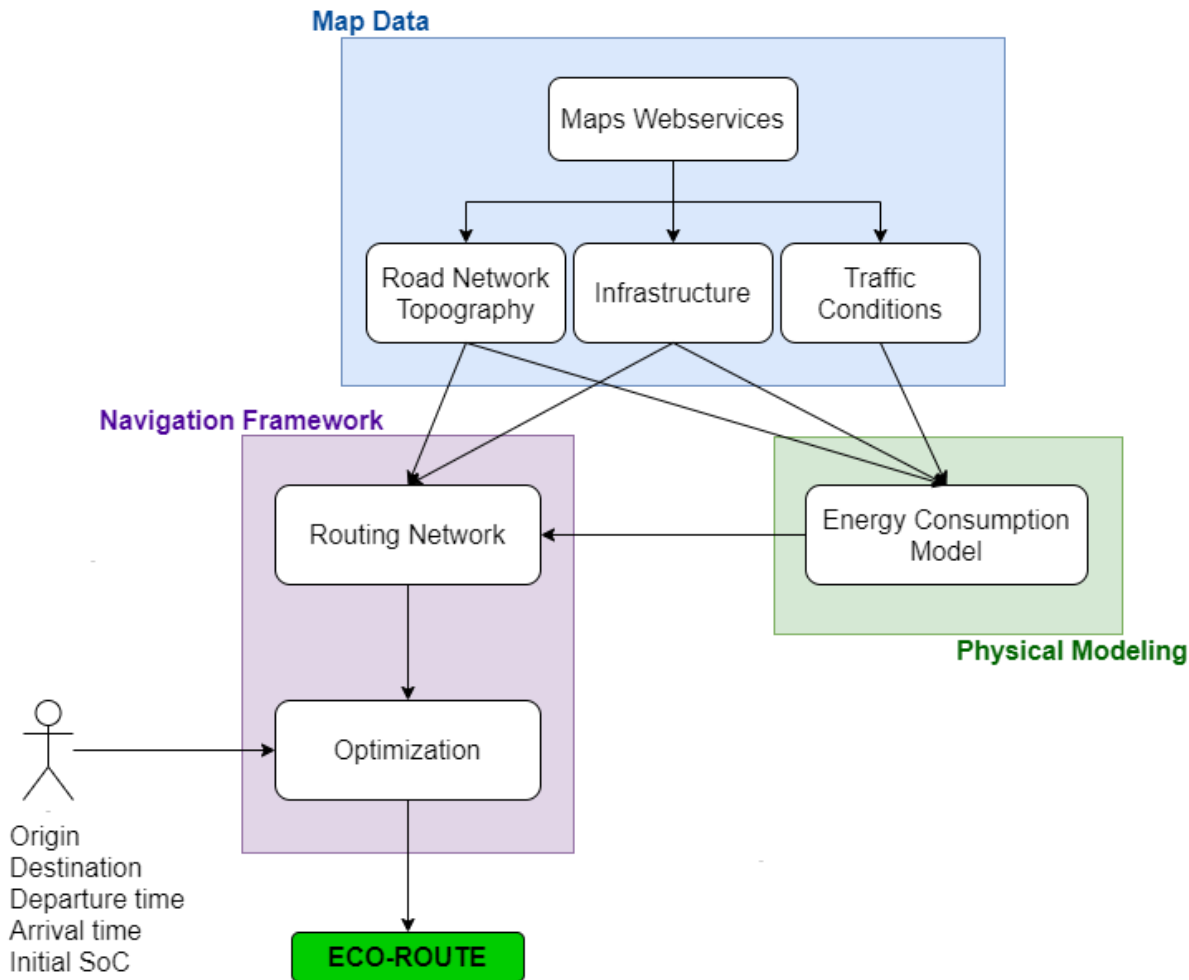 Map Data
Maps Webservices
Road Network
Topography
Infrastructure
Traffic
Conditions
Navigation Framework
Routing Network
Energy Consumption
Model
Physical Modeling
Optimization
Origin
Destination
Departure time
Arrival time
Initial SoC
ECO-ROUTE